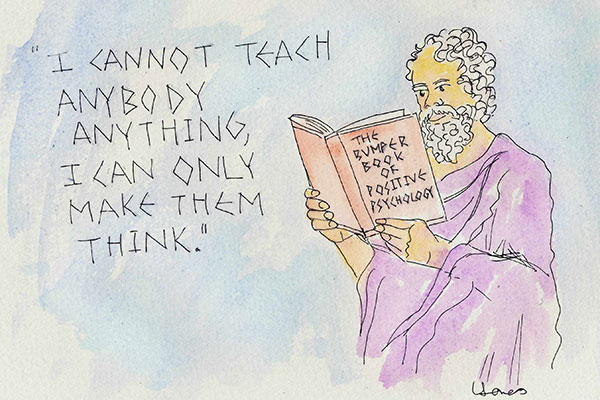 "I CANNOT TEACH
ANYBODY
ANYTHING,
I CAN ONLY
MAKE THEM
THINK."
THE
BUMPER
BOOK
OF
POSITIVE
PSYCHOLOGY